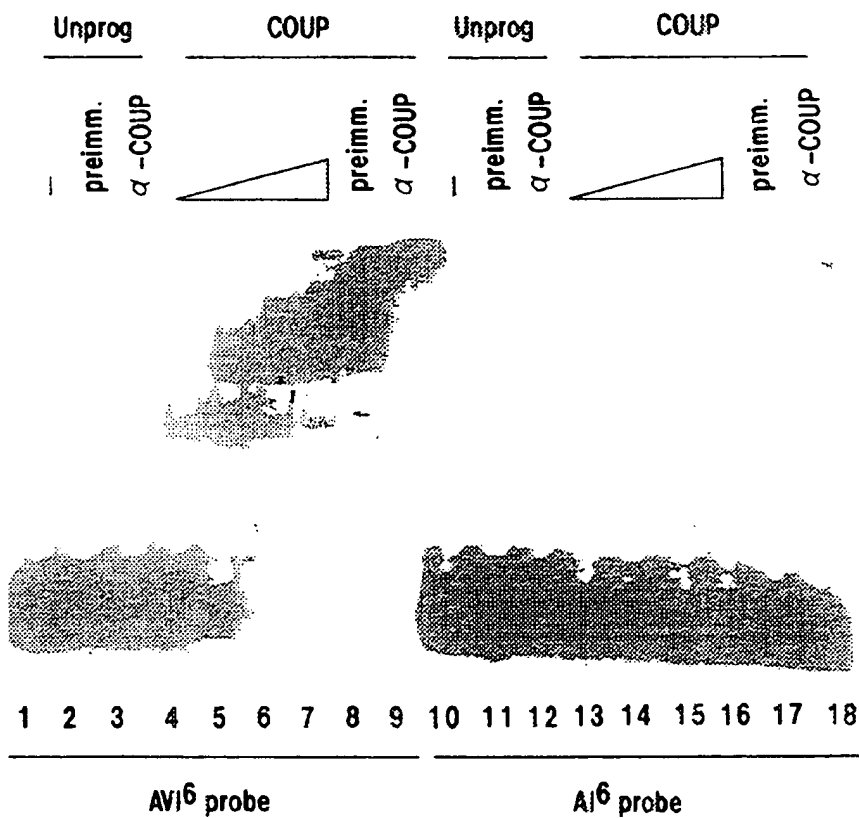 Unprog COUP Unprog COUP
– preimm. α-COUP preimm. α-COUP – preimm. α-COUP preimm. α-COUP
1 2 3 4 5 6 7 8 9 10 11 12 13 14 15 16 17 18
AVI⁶ probe AI⁶ probe